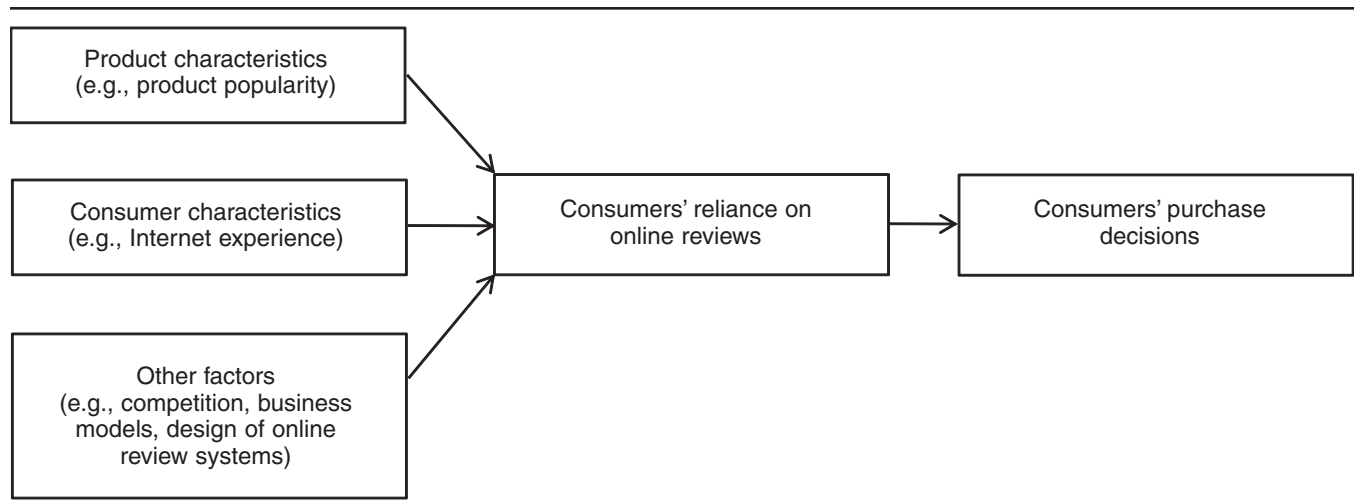 Product characteristics
(e.g., product popularity)
Consumer characteristics
(e.g., Internet experience)
Other factors
(e.g., competition, business
models, design of online
review systems)
Consumers’ reliance on
online reviews
Consumers’ purchase
decisions